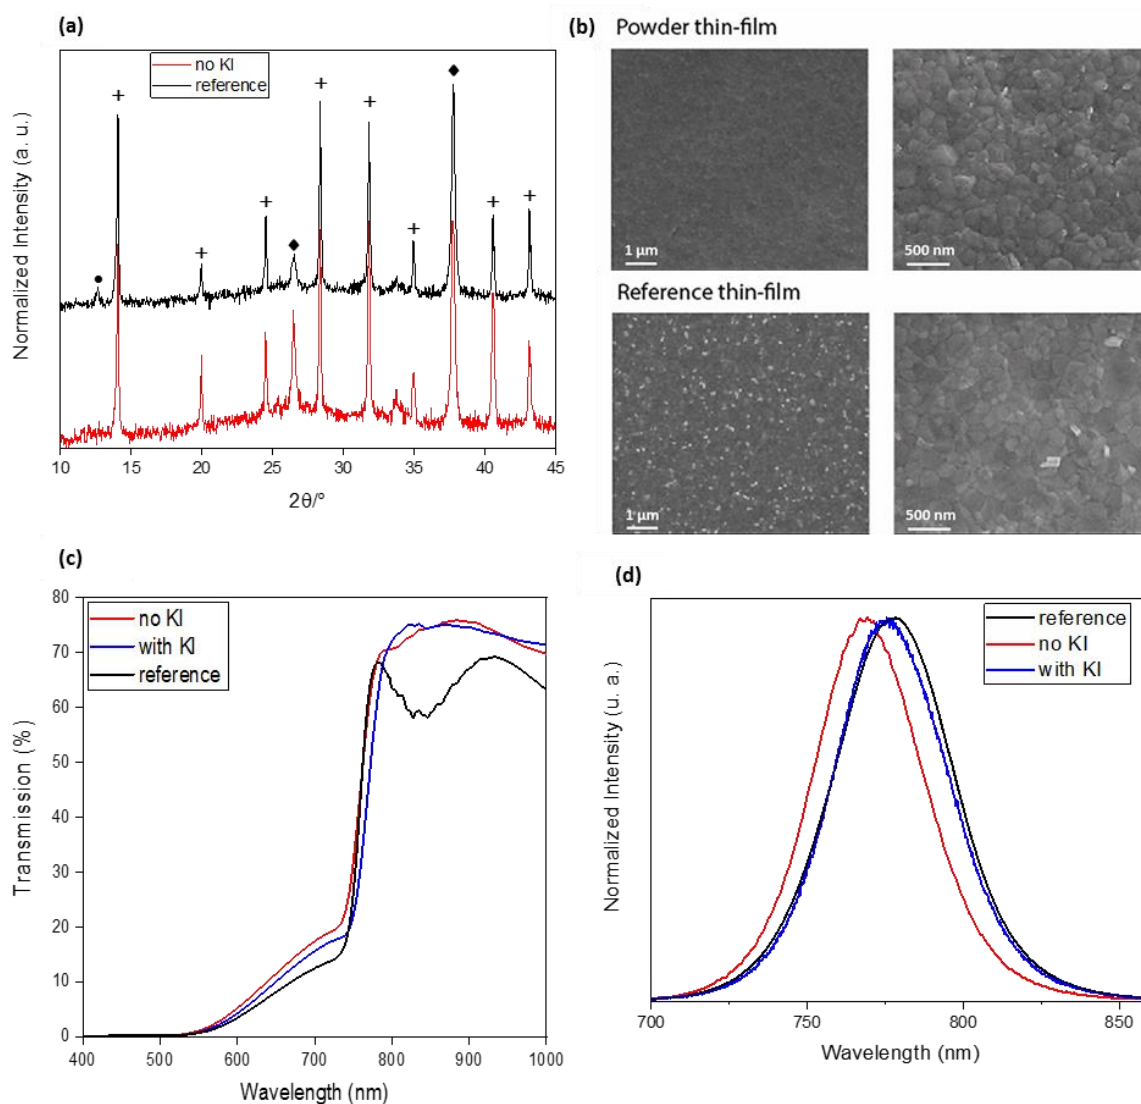 (a)
no KI
reference
Normalized Intensity (a. u.)
10 15 20 25 30 35 40 45
2θ/°
(b)
Powder thin-film
1 µm
500 nm
Reference thin-film
1 µm
500 nm
(c)
no KI
with KI
reference
Transmission (%)
80
70
60
50
40
30
20
10
0
400 500 600 700 800 900 1000
Wavelength (nm)
(d)
reference
no KI
with KI
Normalized Intensity (u. a.)
700 750 800 850
Wavelength (nm)